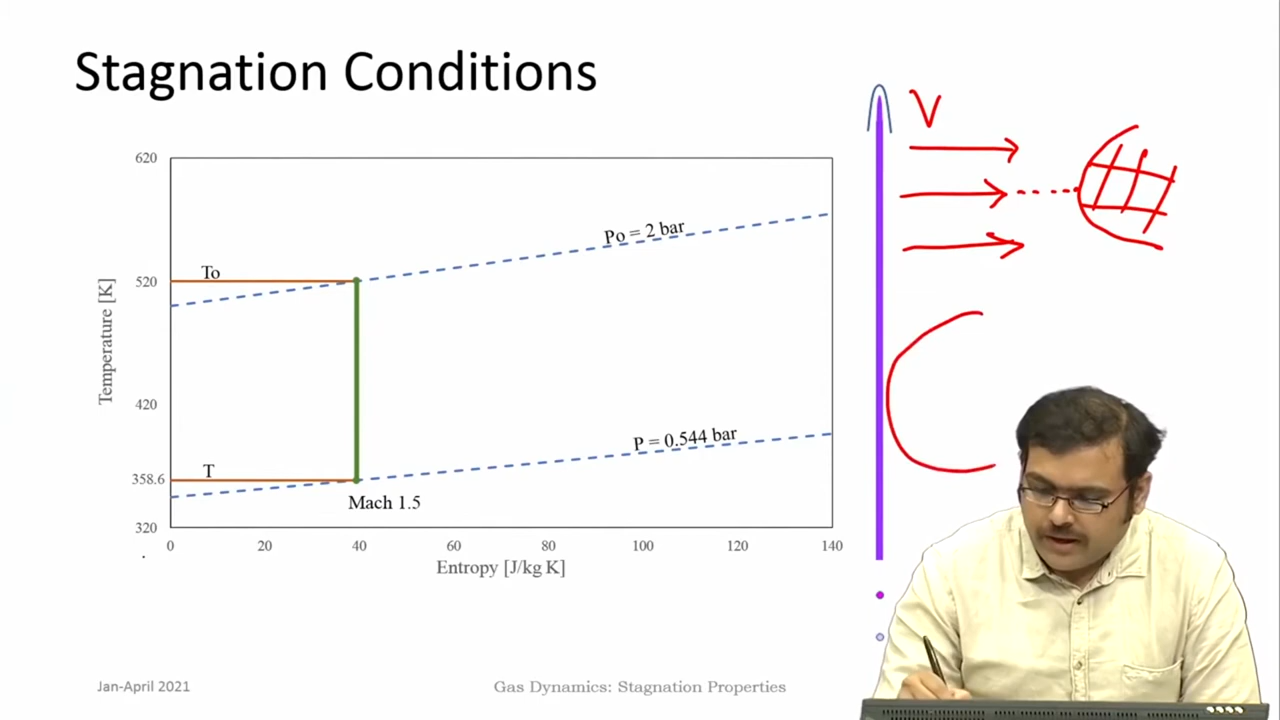 Stagnation Conditions
V
620
520
420
358.6
320
Temperature [K]
To
Po = 2 bar
T
P = 0.544 bar
Mach 1.5
0 20 40 60 80 100 120 140
Entropy [J/kg K]
Jan-April 2021
Gas Dynamics: Stagnation Properties